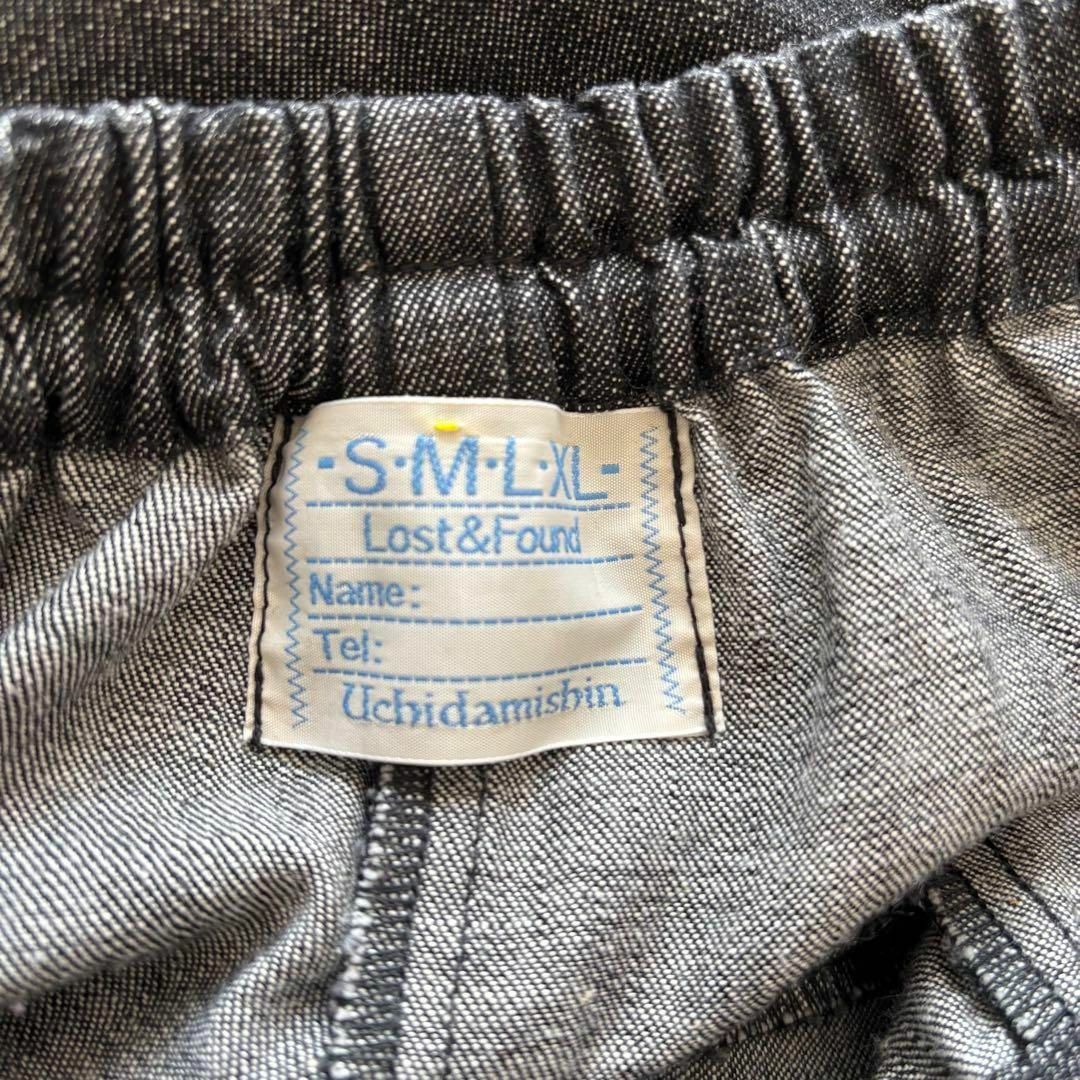 -S·M·L·XL-
Lost&Found
Name:
Tel:
Uchidamishin